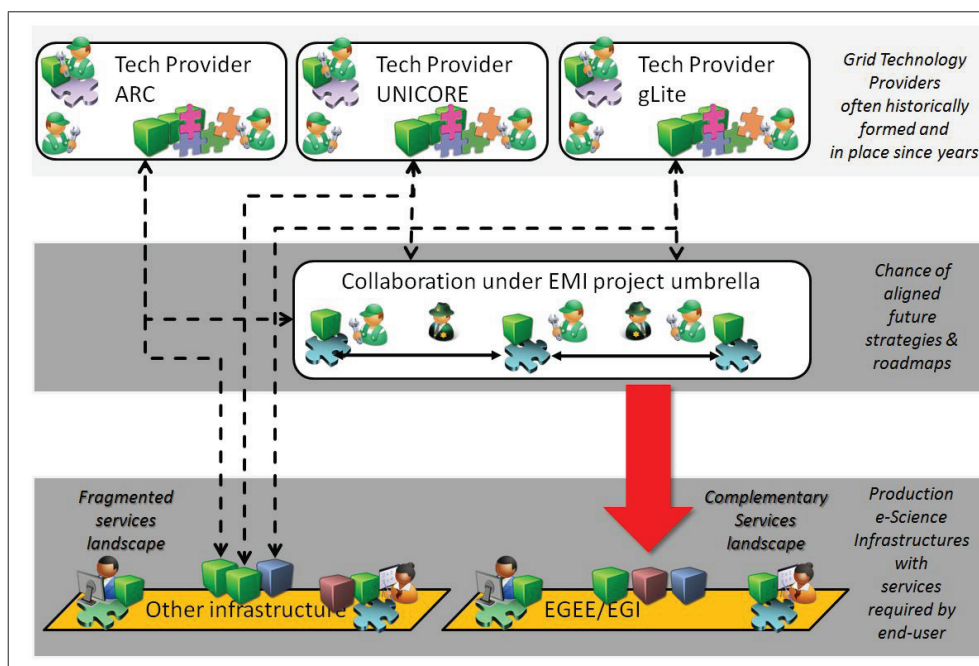 Tech Provider
ARC
Tech Provider
UNICORE
Tech Provider
gLite
Grid Technology
Providers
often historically
formed and
in place since years
Collaboration under EMI project umbrella
Chance of
aligned
future
strategies &
roadmaps
Fragmented
services
landscape
Complementary
Services
landscape
Production
e-Science
Infrastructures
with
services
required by
end-user
Other infrastructure
EGEE/EGI